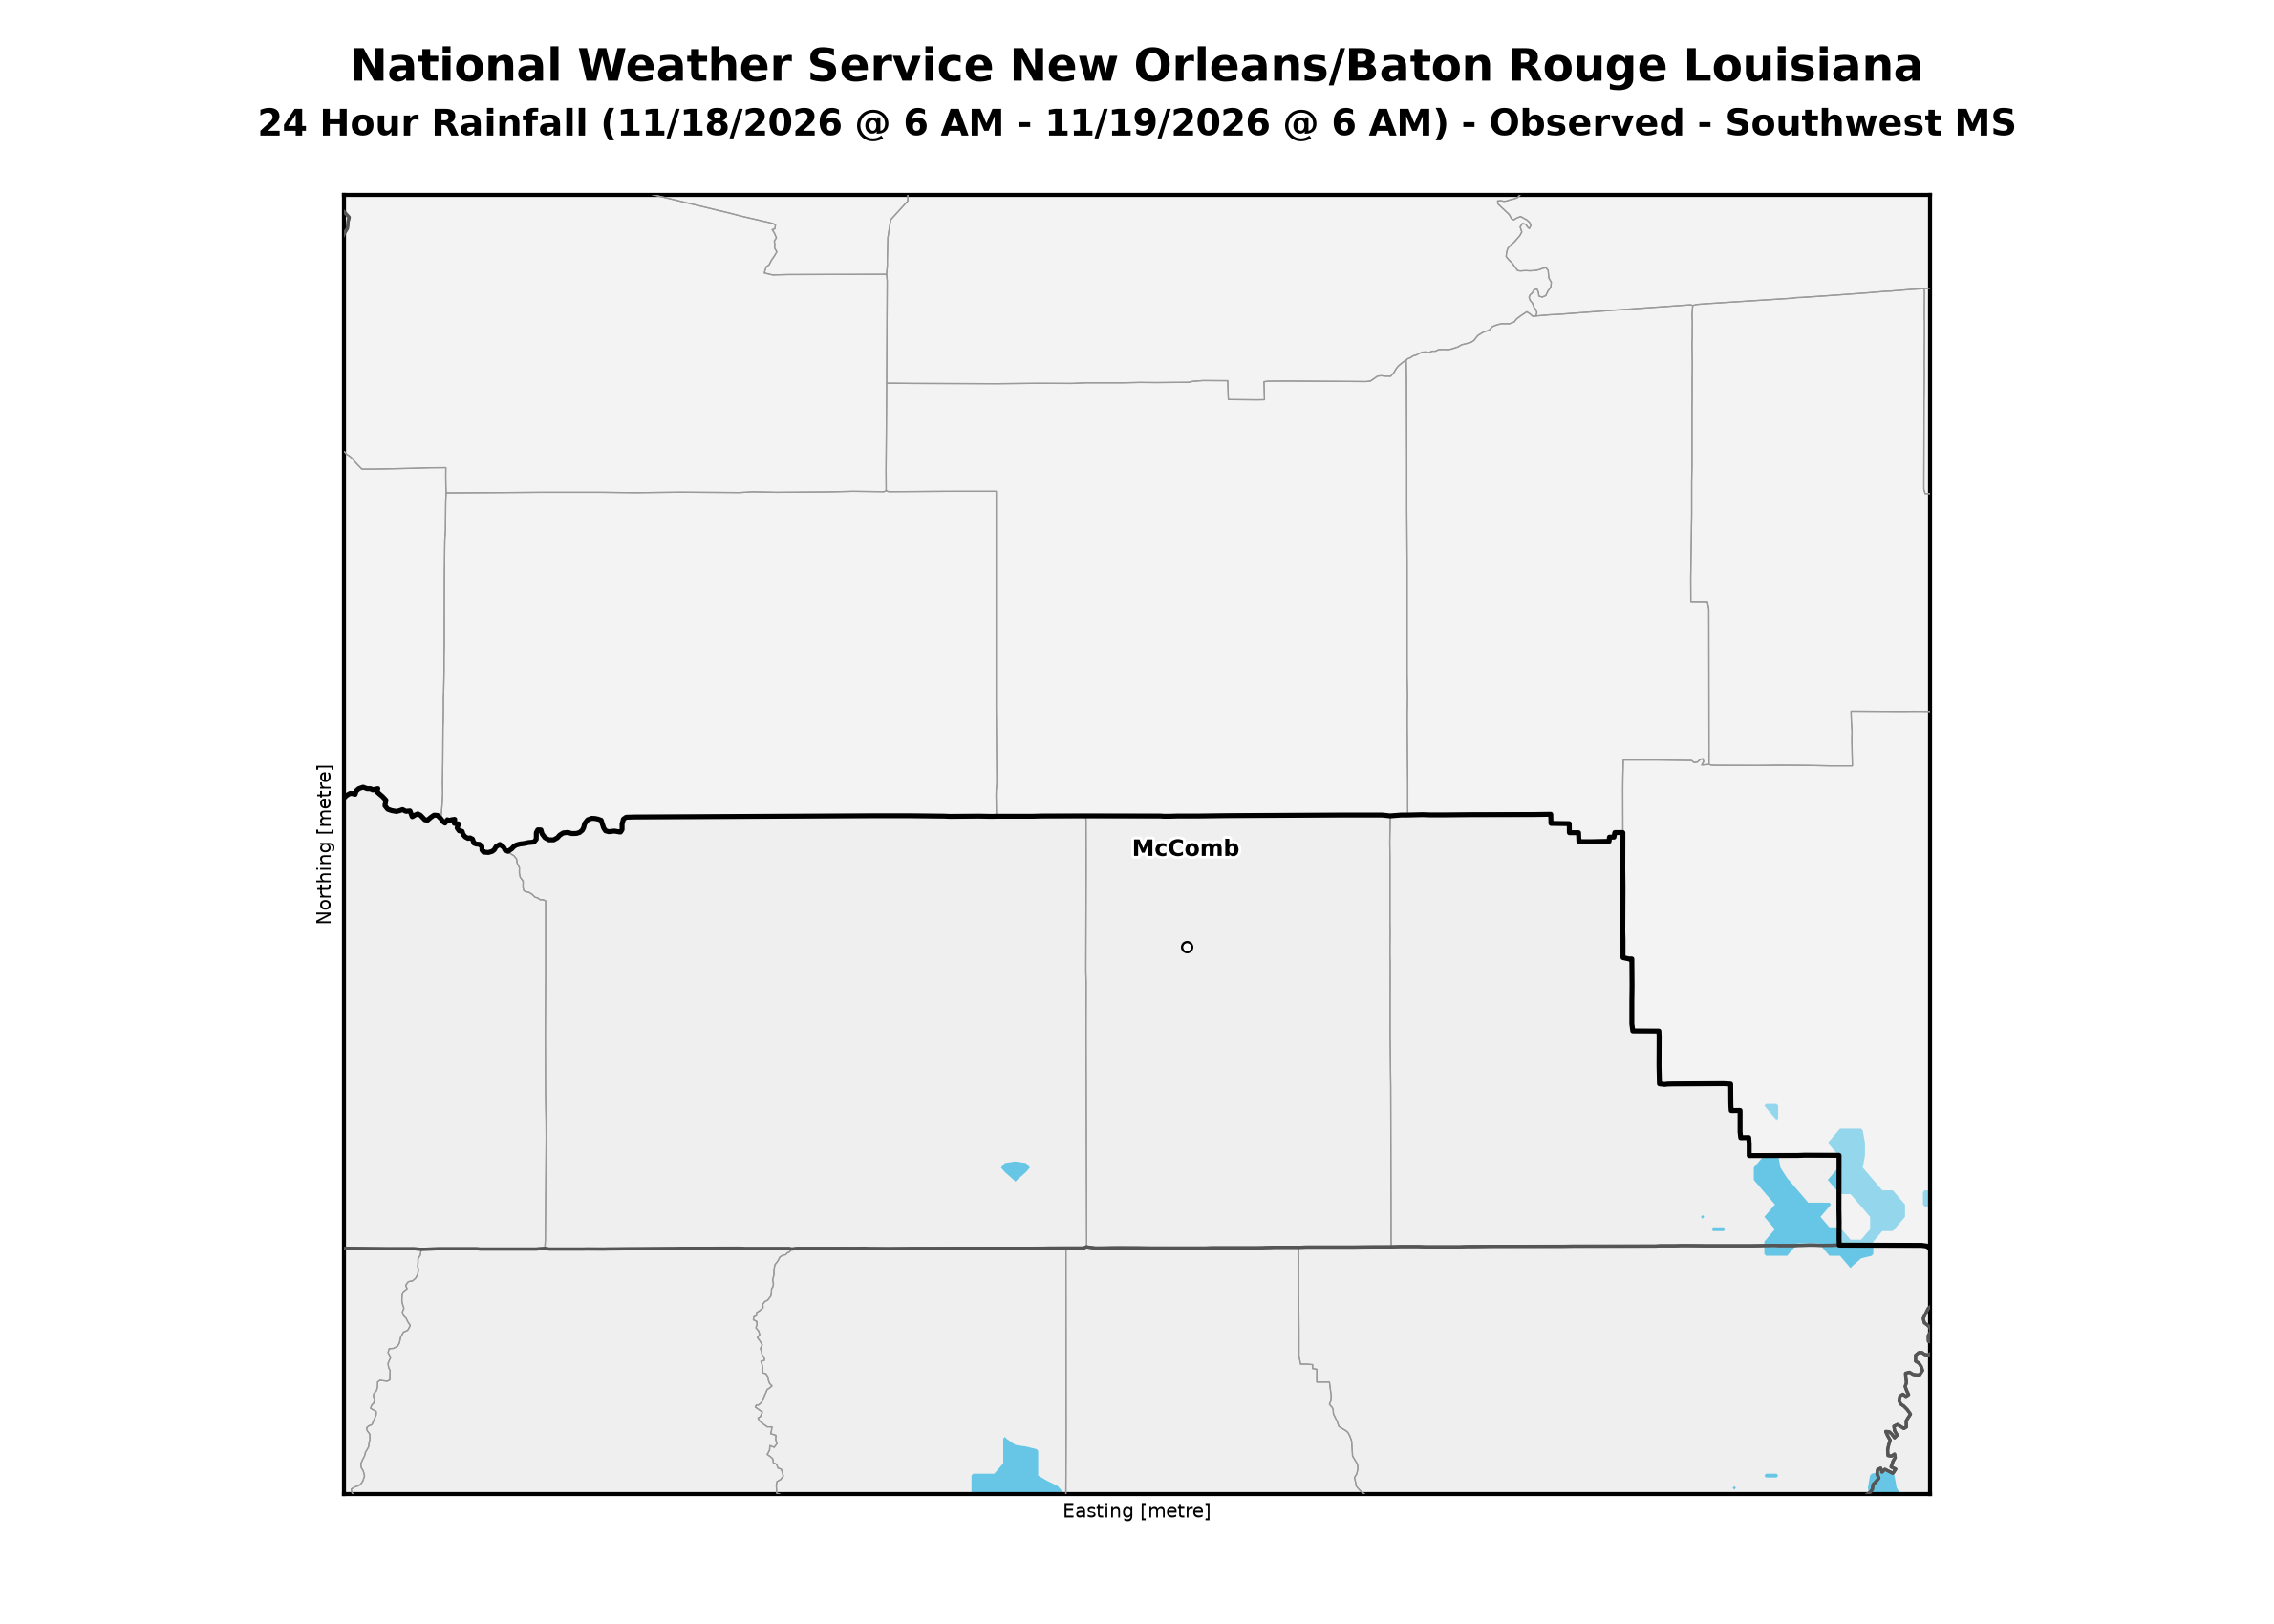 National Weather Service New Orleans/Baton Rouge Louisiana
24 Hour Rainfall (11/18/2026 @ 6 AM - 11/19/2026 @ 6 AM) - Observed - Southwest MS
McComb
Northing [metre]
Easting [metre]